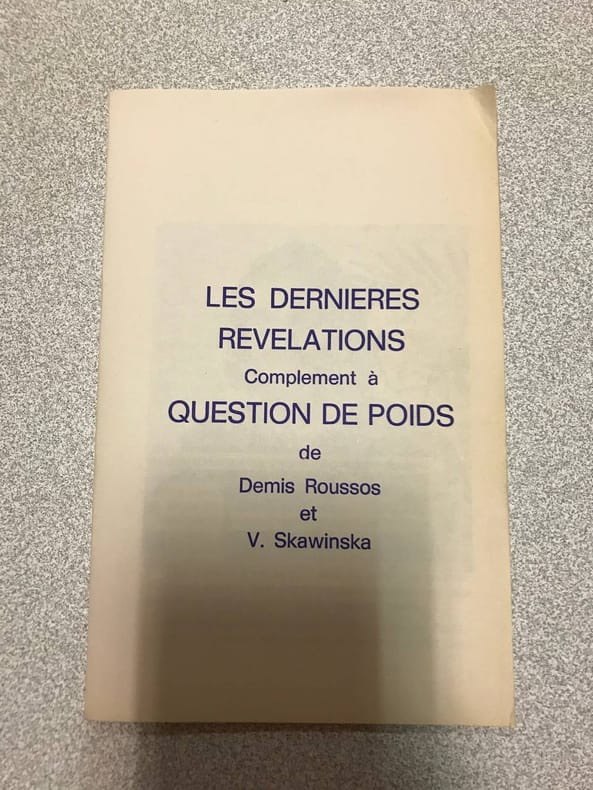 LES DERNIERES
REVELATIONS
Complement à
QUESTION DE POIDS
de
Demis Roussos
et
V. Skawinska